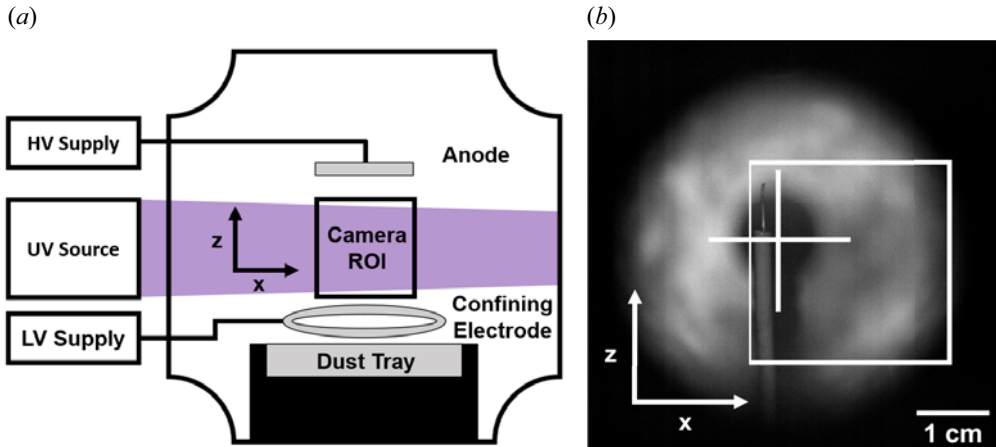 (a)
HV Supply
Anode
UV Source
z
x
Camera
ROI
LV Supply
Confining
Electrode
Dust Tray
(b)
z
x
1 cm